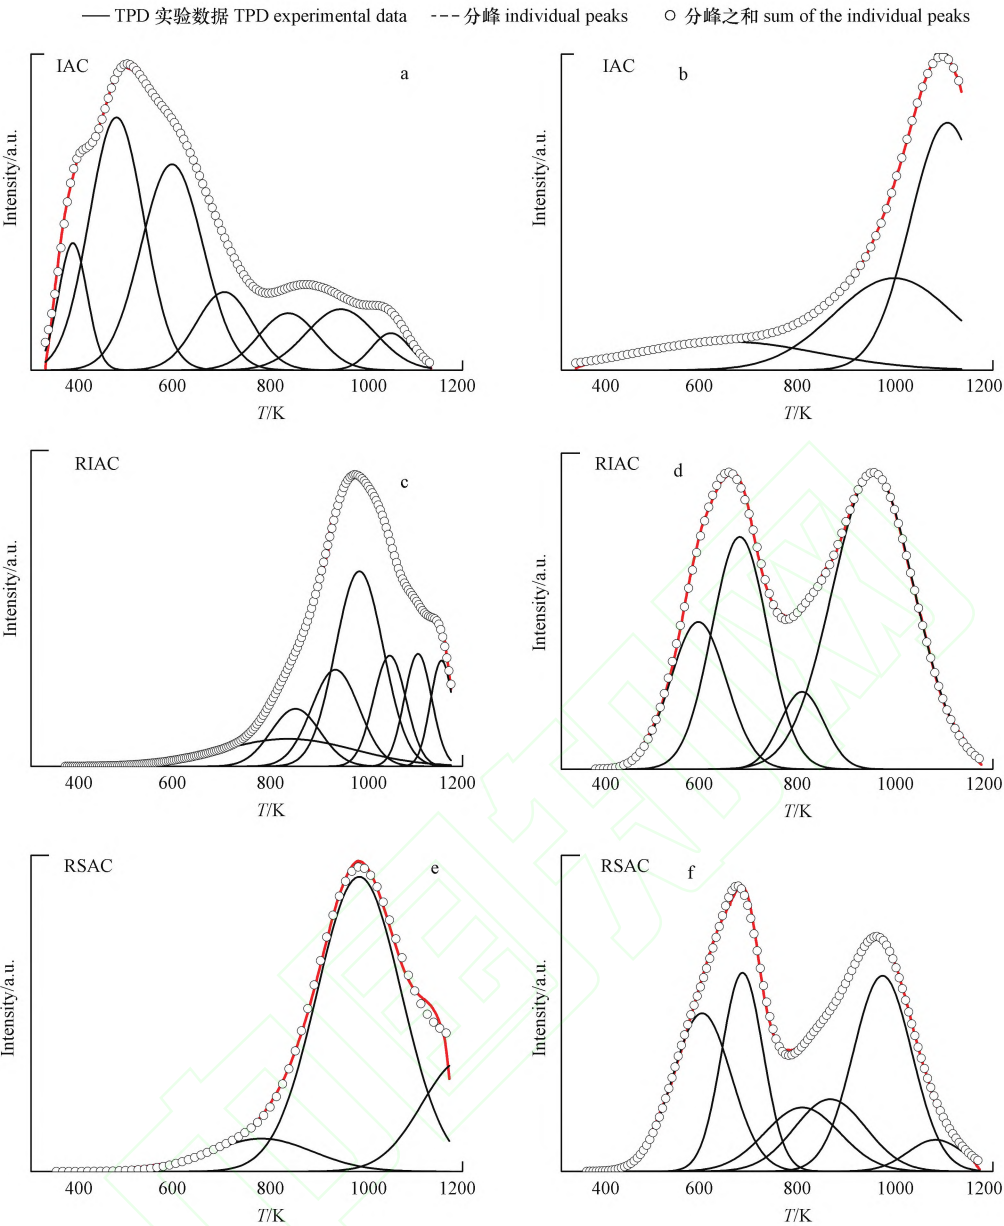 TPD 实验数据 TPD experimental data 分峰 individual peaks 分峰之和 sum of the individual peaks
IAC a
Intensity/a.u.
400 600 800 1000 1200
T/K
IAC b
Intensity/a.u.
400 600 800 1000 1200
T/K
RIAC c
Intensity/a.u.
400 600 800 1000 1200
T/K
RIAC d
Intensity/a.u.
400 600 800 1000 1200
T/K
RSAC e
Intensity/a.u.
400 600 800 1000 1200
T/K
RSAC f
Intensity/a.u.
400 600 800 1000 1200
T/K